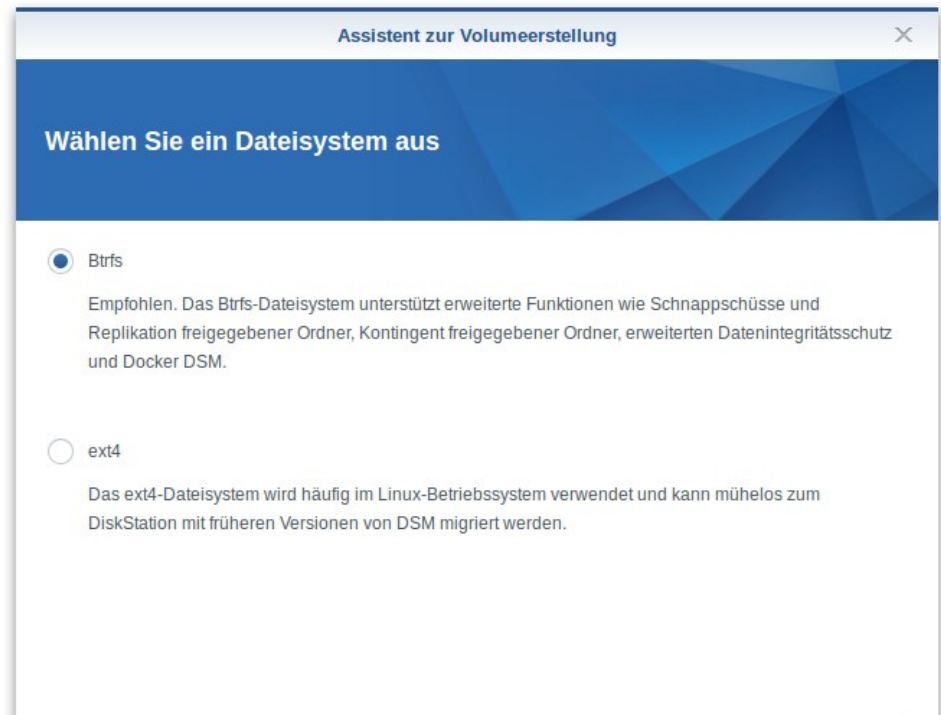 Assistent zur Volumeerstellung
Wählen Sie ein Dateisystem aus
Btrfs
Empfohlen. Das Btrfs-Dateisystem unterstützt erweiterte Funktionen wie Schnappschüsse und
Replikation freigegebener Ordner, Kontingent freigegebener Ordner, erweiterten Datenintegritätsschutz
und Docker DSM.
ext4
Das ext4-Dateisystem wird häufig im Linux-Betriebssystem verwendet und kann mühelos zum
DiskStation mit früheren Versionen von DSM migriert werden.